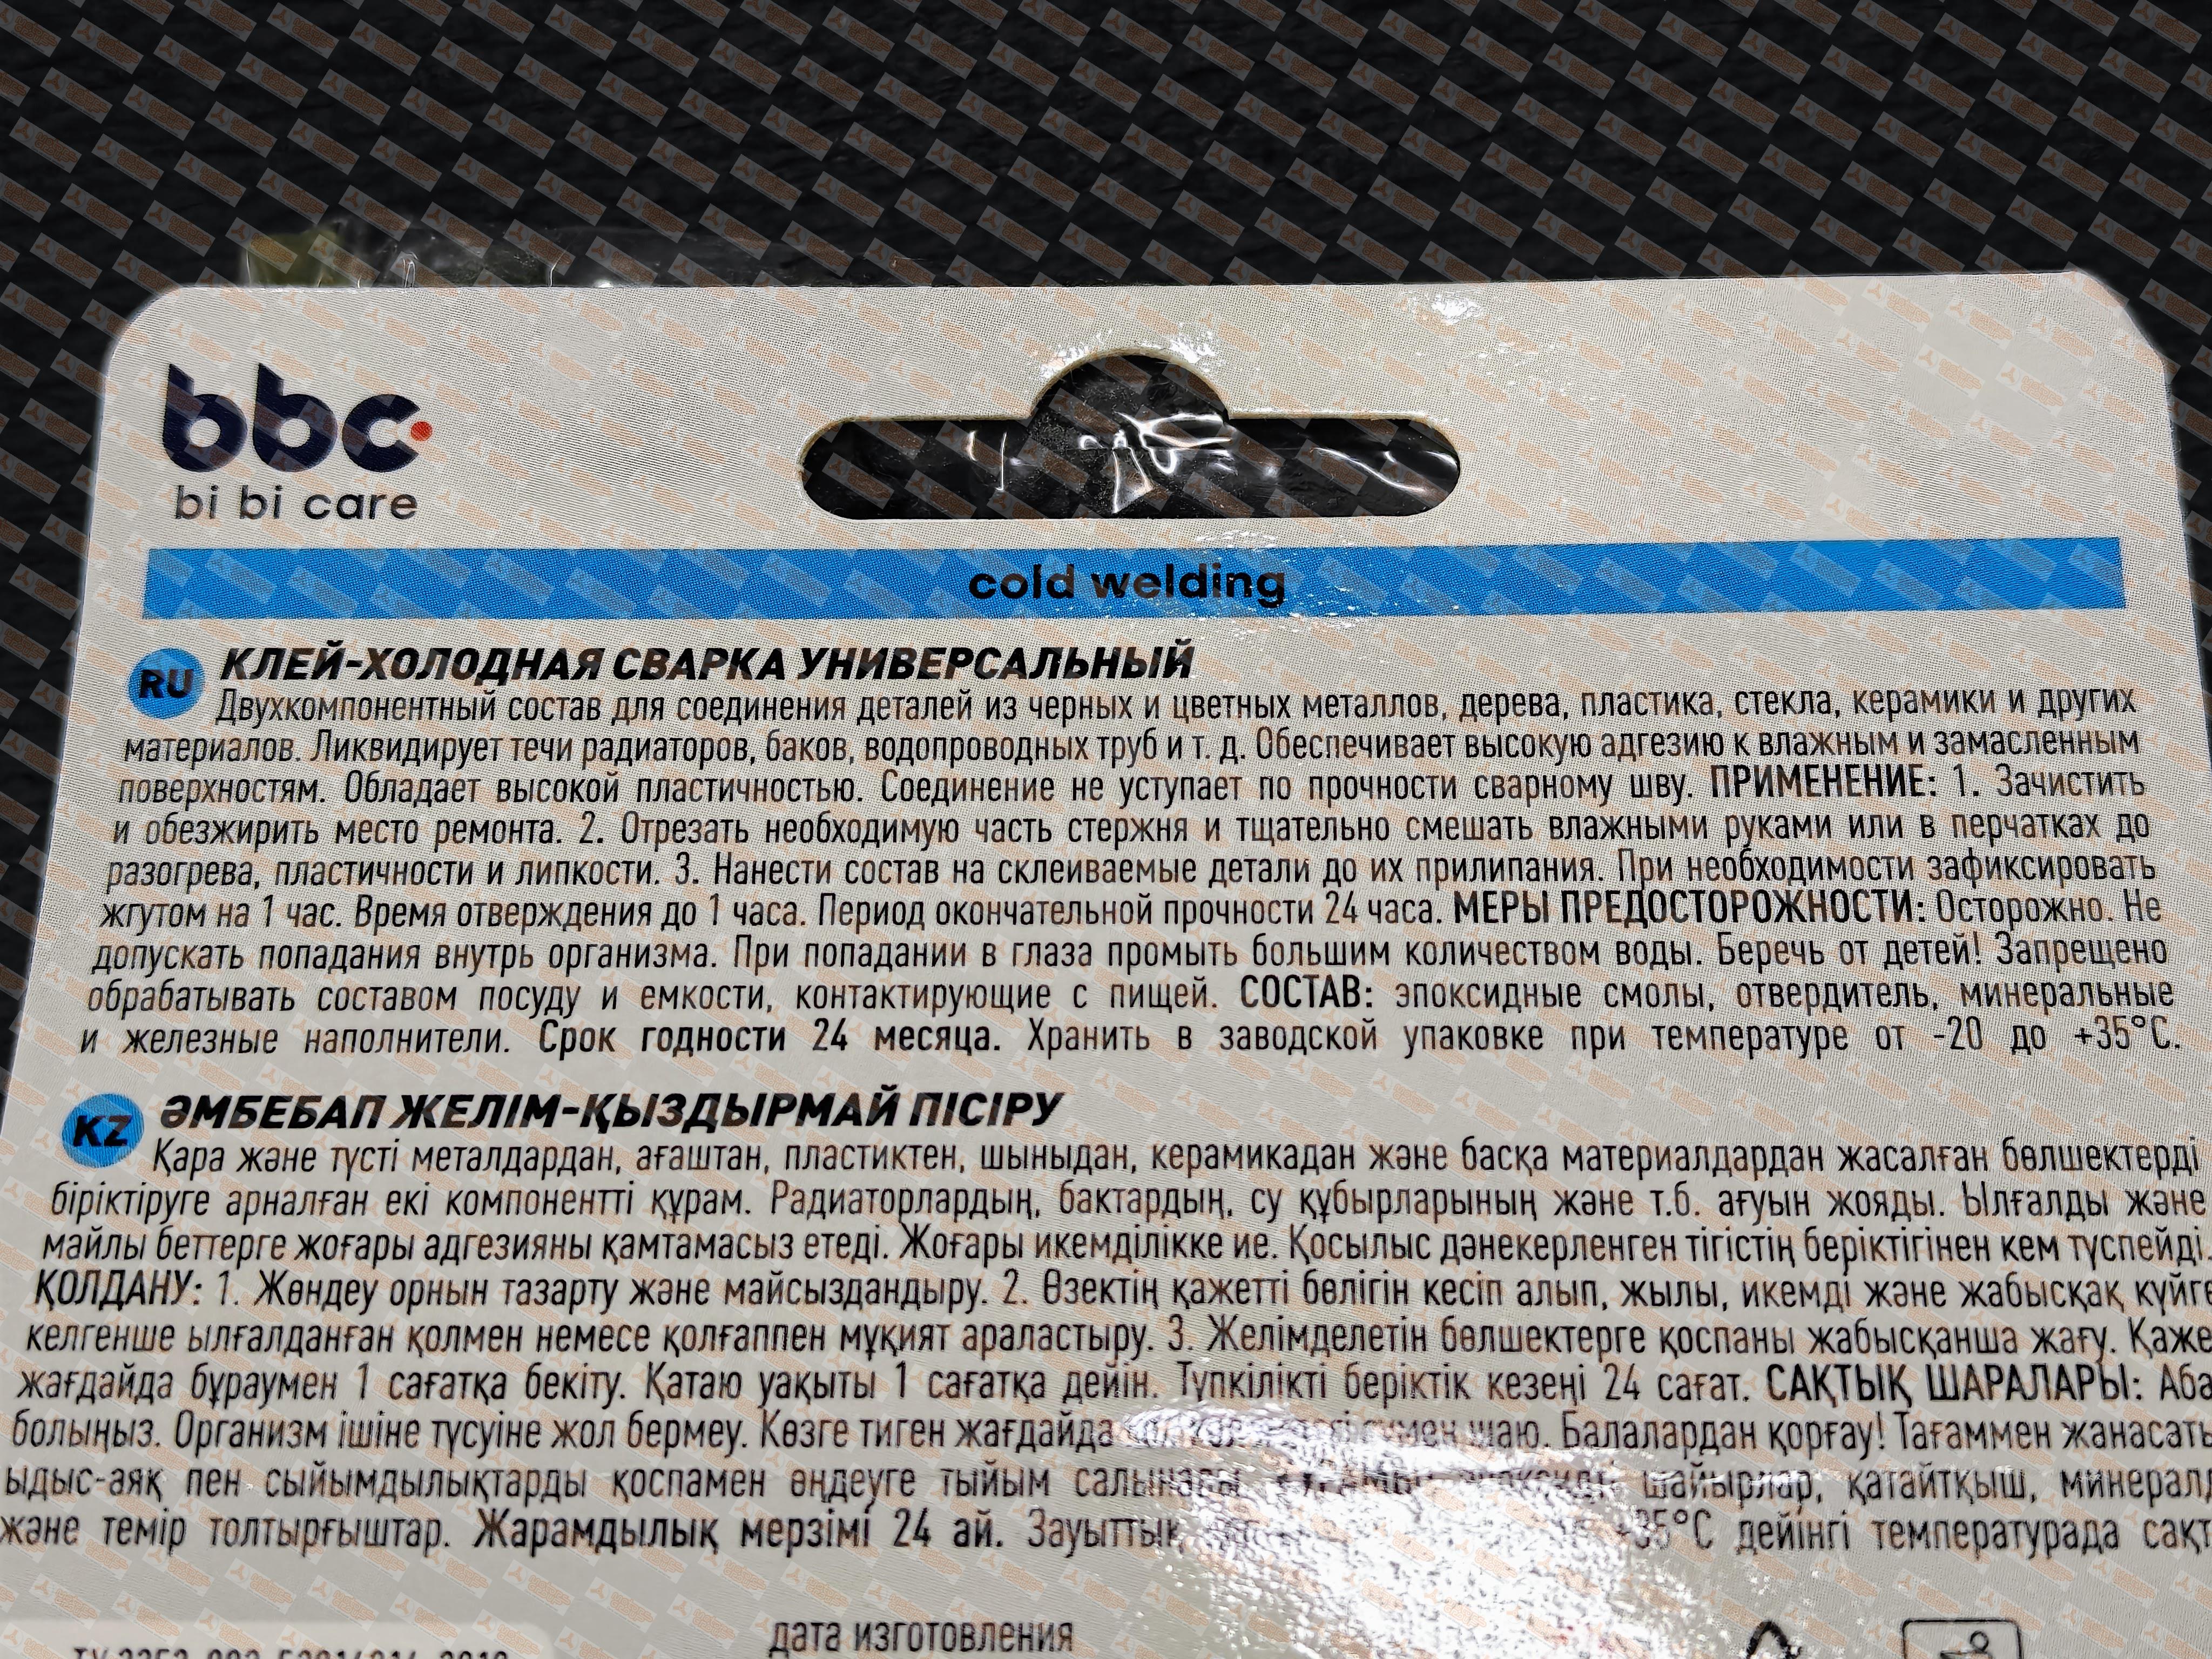 bbc
bi bi care
cold welding
RU
КЛЕЙ-ХОЛОДНАЯ СВАРКА УНИВЕРСАЛЬНЫЙ
Двухкомпонентный состав для соединения деталей из черных и цветных металлов, дерева, пластика, стекла, керамики и других
материалов. Ликвидирует течи радиаторов, баков, водопроводных труб и т. д. Обеспечивает высокую адгезию к влажным и замасленным
поверхностям. Обладает высокой пластичностью. Соединение не уступает по прочности сварному шву. ПРИМЕНЕНИЕ: 1. Зачистить
и обезжирить место ремонта. 2. Отрезать необходимую часть стержня и тщательно смешать влажными руками или в перчатках до
разогрева, пластичности и липкости. 3. Нанести состав на склеиваемые детали до их прилипания. При необходимости зафиксировать
жгутом на 1 час. Время отверждения до 1 часа. Период окончательной прочности 24 часа. МЕРЫ ПРЕДОСТОРОЖНОСТИ: Осторожно. Не
допускать попадания внутрь организма. При попадании в глаза промыть большим количеством воды. Беречь от детей! Запрещено
обрабатывать составом посуду и емкости, контактирующие с пищей. СОСТАВ: эпоксидные смолы, отвердитель, минеральные
и железные наполнители. Срок годности 24 месяца. Хранить в заводской упаковке при температуре от -20 до +35°С.
KZ
ӘМБЕБАП ЖЕЛІМ-ҚЫЗДЫРМАЙ ПІСІРУ
Қара және түсті металдардан, ағаштан, пластиктен, шыныдан, керамикадан және басқа материалдардан жасалған бөлшектерді
біріктіруге арналған екі компонентті құрам. Радиаторлардың, бактардың, су құбырларының және т.б. ағуын жояды. Ылғалды және
майлы беттерге жоғары адгезияны қамтамасыз етеді. Жоғары икемділікке ие. Қосылыс дәнекерленген тігістің беріктігінен кем түспейді.
ҚОЛДАНУ: 1. Жөндеу орнын тазарту және майсыздандыру. 2. Өзектің қажетті бөлігін кесіп алып, жылы, икемді және жабысқақ күйге
келгенше ылғалданған қолмен немесе қолғаппен мұқият араластыру. 3. Желімделетін бөлшектерге қоспаны жабысқанша жағу. Қаже
жағдайда бұраумен 1 сағатқа бекіту. Қатаю уақыты 1 сағатқа дейін. Түпкілікті беріктік кезеңі 24 сағат. САҚТЫҚ ШАРАЛАРЫ: Аба
болыңыз. Организм ішіне түсуіне жол бермеу. Көзге тиген жағдайда сумен шаю. Балалардан қорғау! Тағаммен жанасать
ыдыс-аяқ пен сыйымдылықтарды қоспамен өңдеуге тыйым салынады. шайырлар, қатайтқыш, минералд
және темір толтырғыштар. Жарамдылық мерзімі 24 ай. Зауыттық +35°С дейінгі температурада сақт
дата изготовления